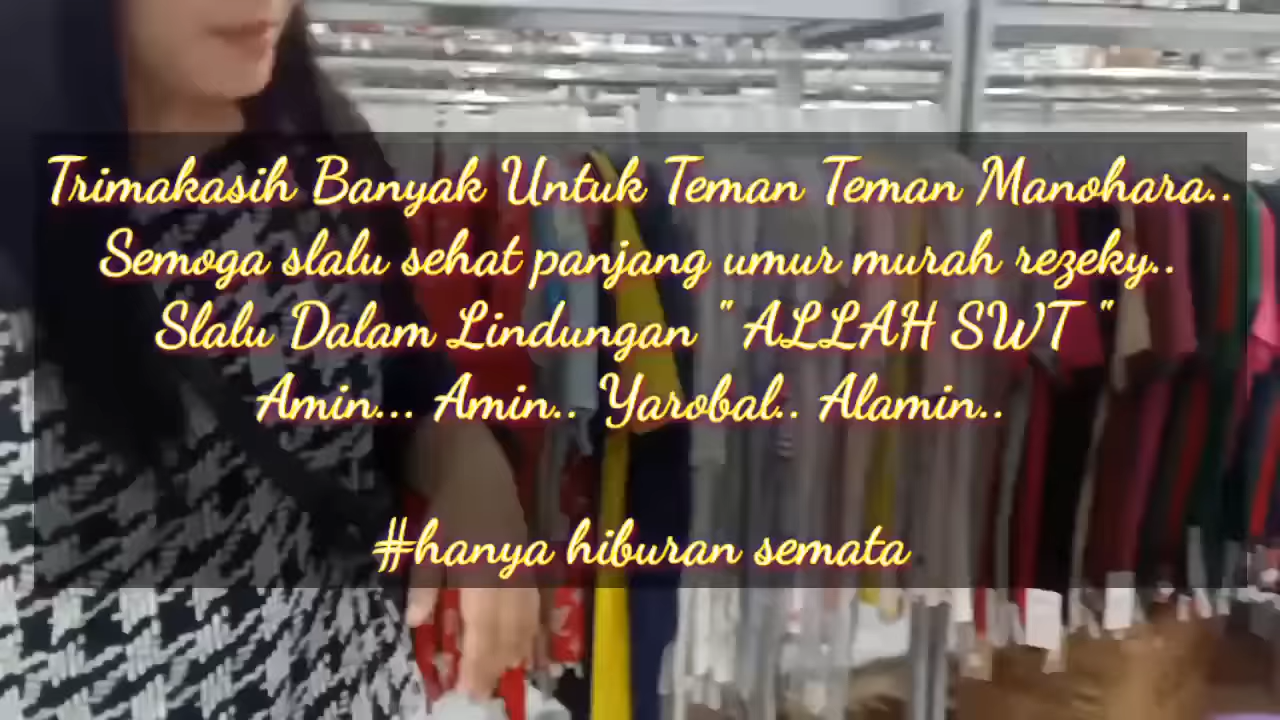 Trimakasih Banyak Untuk Teman Teman Manohara..
Semoga slalu sehat panjang umur murah rezeky..
Slalu Dalam Lindungan " ALLAH SWT "
Amin... Amin.. Yarobal.. Alamin..
#hanya hiburan semata